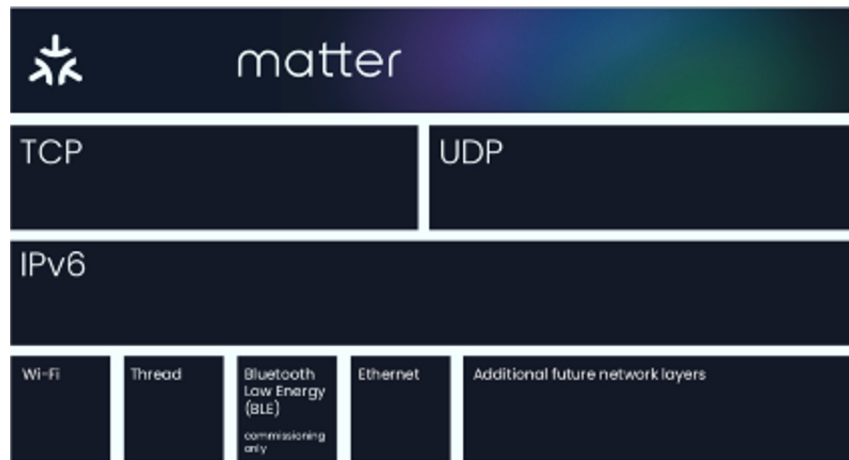 matter
TCP
UDP
IPv6
Wi-Fi
Thread
Bluetooth
Low Energy
(BLE)
commissioning
only
Ethernet
Additional future network layers